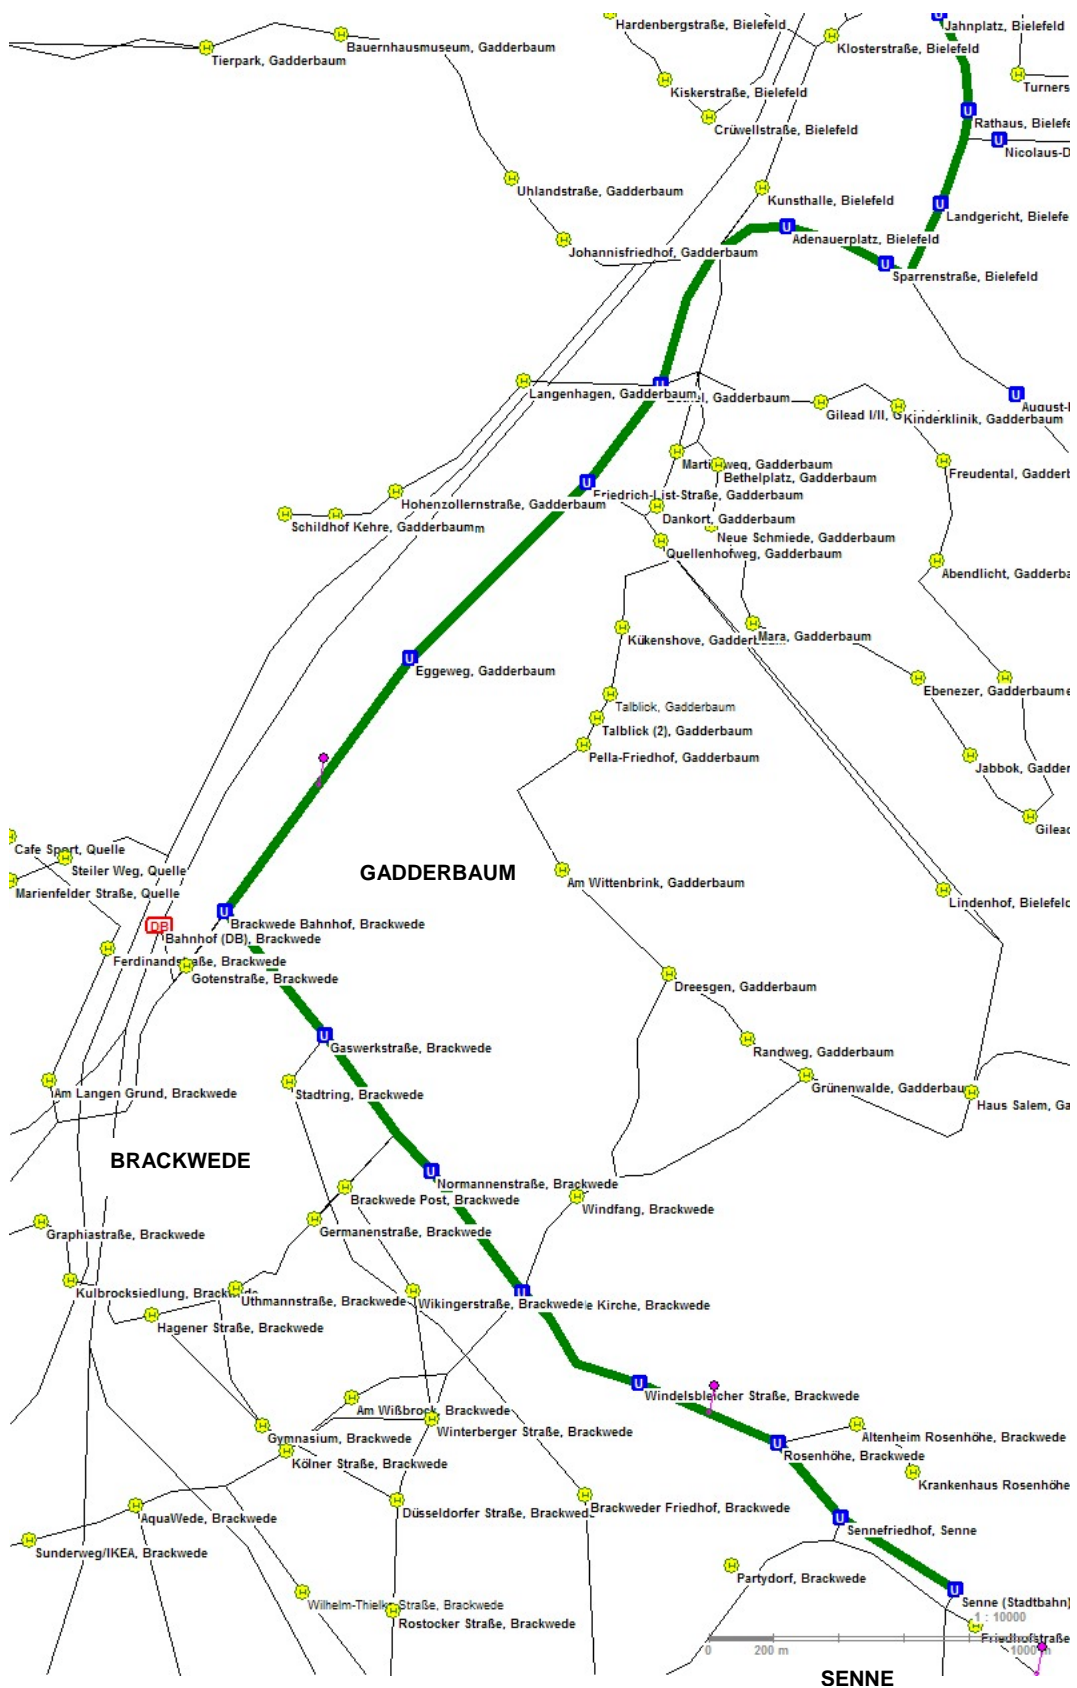 Hardenbergstraße, Bielefeld
Jahnplatz, Bielefeld
Bauernhausmuseum, Gadderbaum
Klosterstraße, Bielefeld
Tierpark, Gadderbaum
Turners
Kiskerstraße, Bielefeld
Rathaus, Bielefe
Crüwellstraße, Bielefeld
Nicolaus-D
Uhlandstraße, Gadderbaum
Kunsthalle, Bielefeld
Landgericht, Bielefe
Adenauerplatz, Bielefeld
Johannisfriedhof, Gadderbaum
Sparrenstraße, Bielefeld
Langenhagen, Gadderbaum
Gadderbaum
August-
Gilead I/II, G
Kinderklinik, Gadderbaum
Martinsweg, Gadderbaum
Freudental, Gadderb
Bethelplatz, Gadderbaum
Friedrich-List-Straße, Gadderbaum
Hohenzollernstraße, Gadderbaum
Dankort, Gadderbaum
Schildhof Kehre, Gadderbaum
Neue Schmiede, Gadderbaum
Quellenhofweg, Gadderbaum
Abendlicht, Gadderba
Kükenshove, Gadderbaum
Mara, Gadderbaum
Eggeweg, Gadderbaum
Ebenezer, Gadderbaum
Talblick, Gadderbaum
Talblick (2), Gadderbaum
Pella-Friedhof, Gadderbaum
Jabbok, Gadder
Gilead
Cafe Sport, Quelle
Steiler Weg, Quelle
GADDERBAUM
Am Wittenbrink, Gadderbaum
Marienfelder Straße, Quelle
Lindenhof, Bielefeld
Brackwede Bahnhof, Brackwede
DB
Bahnhof (DB), Brackwede
Ferdinandstraße, Brackwede
Gotenstraße, Brackwede
Dreesgen, Gadderbaum
Gaswerkstraße, Brackwede
Randweg, Gadderbaum
Am Langen Grund, Brackwede
Stadtring, Brackwede
Grünenwalde, Gadderbau
Haus Salem, Ga
BRACKWEDE
Normannenstraße, Brackwede
Brackwede Post, Brackwede
Windfang, Brackwede
Graphiastraße, Brackwede
Germanenstraße, Brackwede
Kulbrocksiedlung, Brackwede
Uthmannstraße, Brackwede
Wikingerstraße, Brackwede
Kirche, Brackwede
Hagener Straße, Brackwede
Windelsbleicher Straße, Brackwede
Am Wißbrock, Brackwede
Gymnasium, Brackwede
Winterberger Straße, Brackwede
Altenheim Rosenhöhe, Brackwede
Kölner Straße, Brackwede
Rosenhöhe, Brackwede
Krankenhaus Rosenhöhe
AquaWede, Brackwede
Düsseldorfer Straße, Brackwede
Brackweder Friedhof, Brackwede
Sennefriedhof, Senne
Sunderweg/IKEA, Brackwede
Partydorf, Brackwede
Wilhelm-Thielke-Straße, Brackwede
Senne (Stadtbahn)
Rostocker Straße, Brackwede
1 : 10000
Friedhofstraße
0 200 m 1000 m
SENNE